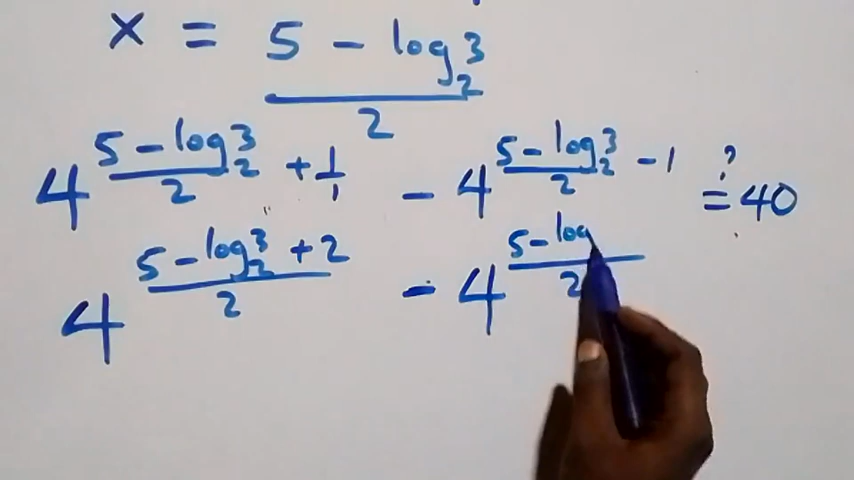 x = (5 - log₂3)/2
4^((5 - log₂3)/2 + 1/1) - 4^((5 - log₂3)/2 - 1) =? 40
4^((5 - log₂3 + 2)/2) - 4^((5 - log)/2)